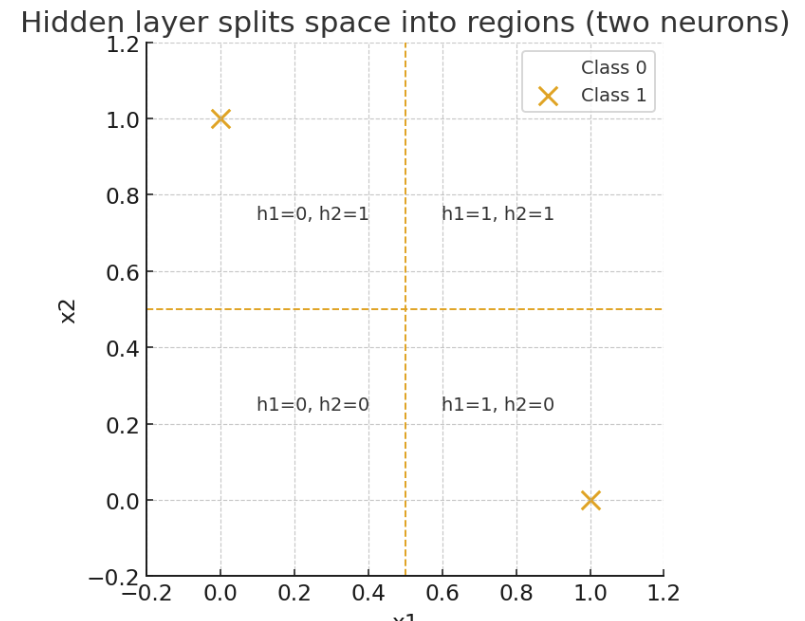 Hidden layer splits space into regions (two neurons)
1.2
Class 0
Class 1
1.0
0.8
h1=0, h2=1
h1=1, h2=1
0.6
x2
0.4
h1=0, h2=0
h1=1, h2=0
0.2
0.0
−0.2
−0.2
0.0
0.2
0.4
0.6
0.8
1.0
1.2
x1